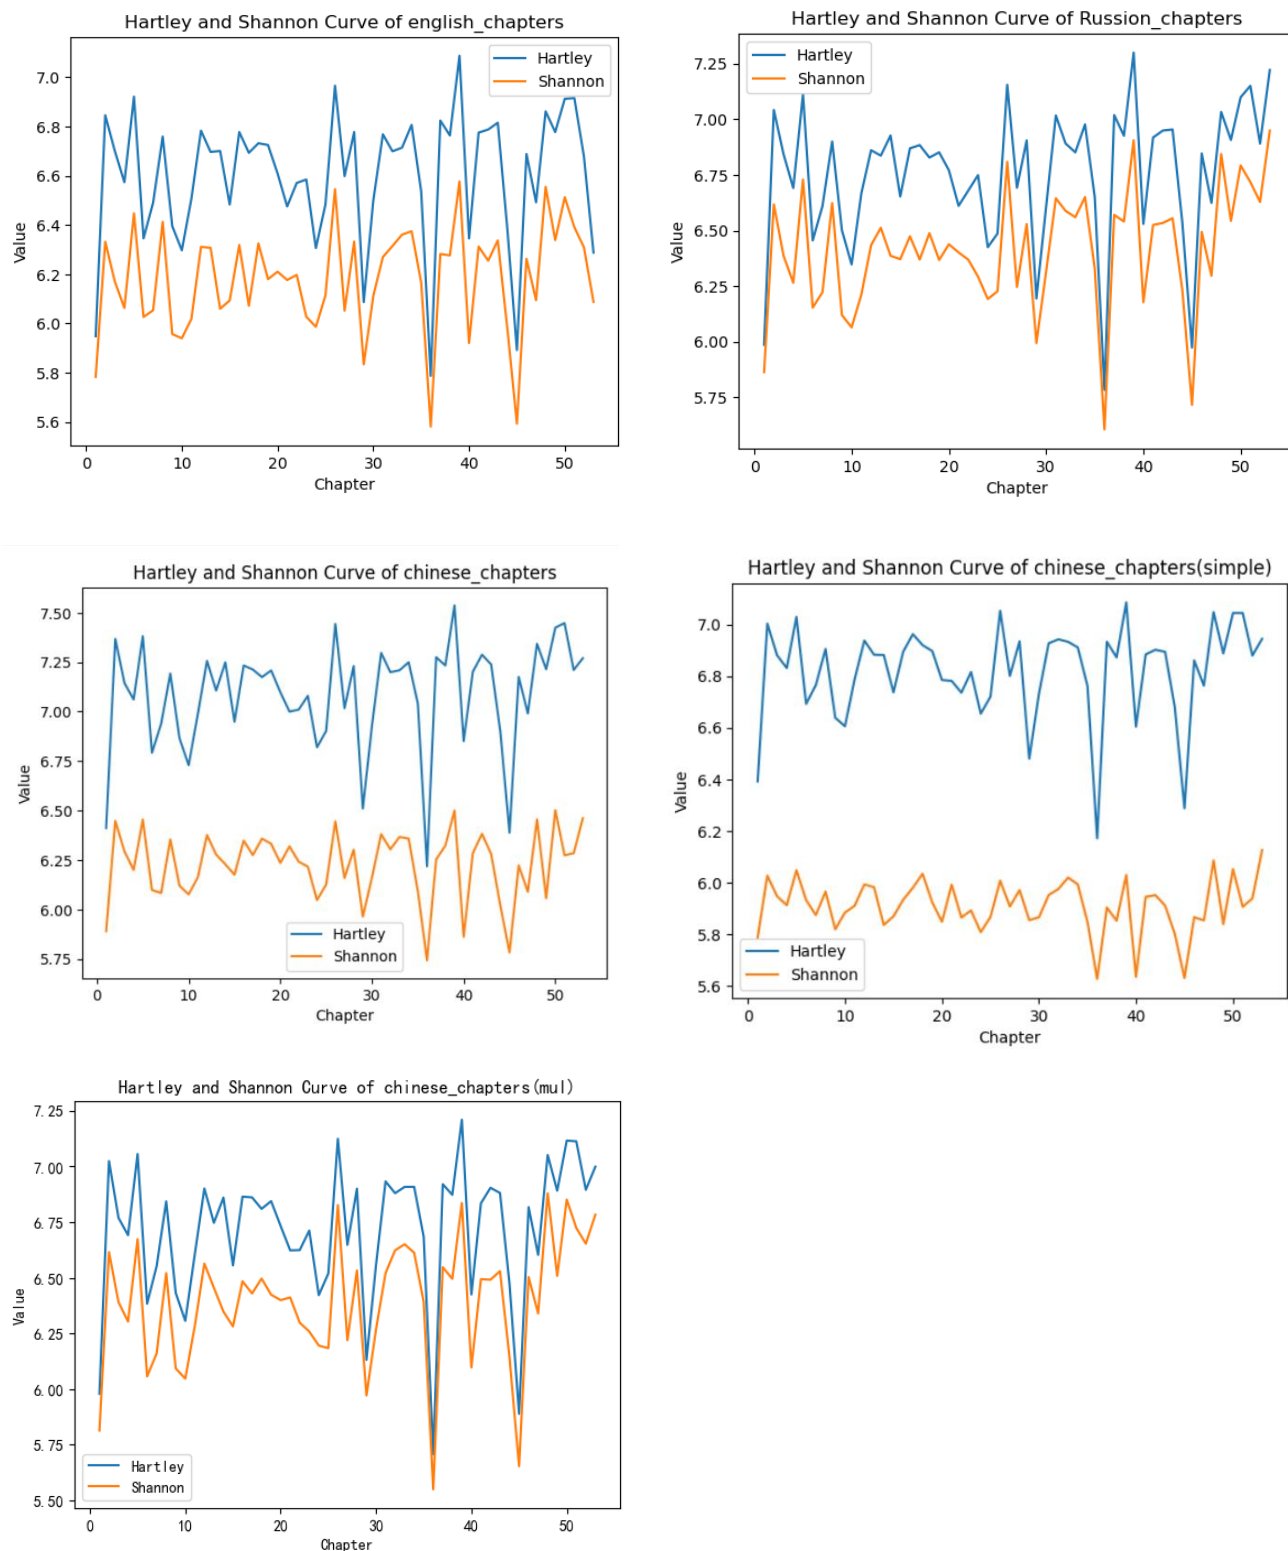 Hartley and Shannon Curve of english_chapters
Hartley
Shannon
7.0
6.8
6.6
6.4
6.2
6.0
5.8
5.6
Value
0 10 20 30 40 50
Chapter
Hartley and Shannon Curve of Russion_chapters
Hartley
Shannon
7.25
7.00
6.75
6.50
6.25
6.00
5.75
Value
0 10 20 30 40 50
Chapter
Hartley and Shannon Curve of chinese_chapters
7.50
7.25
7.00
6.75
6.50
6.25
6.00
5.75
Value
Hartley
Shannon
0 10 20 30 40 50
Chapter
Hartley and Shannon Curve of chinese_chapters(simple)
7.0
6.8
6.6
6.4
6.2
6.0
5.8
5.6
Value
Hartley
Shannon
0 10 20 30 40 50
Chapter
Hartley and Shannon Curve of chinese_chapters(mul)
7.25
7.00
6.75
6.50
6.25
6.00
5.75
5.50
Value
Hartley
Shannon
0 10 20 30 40 50
Chapter